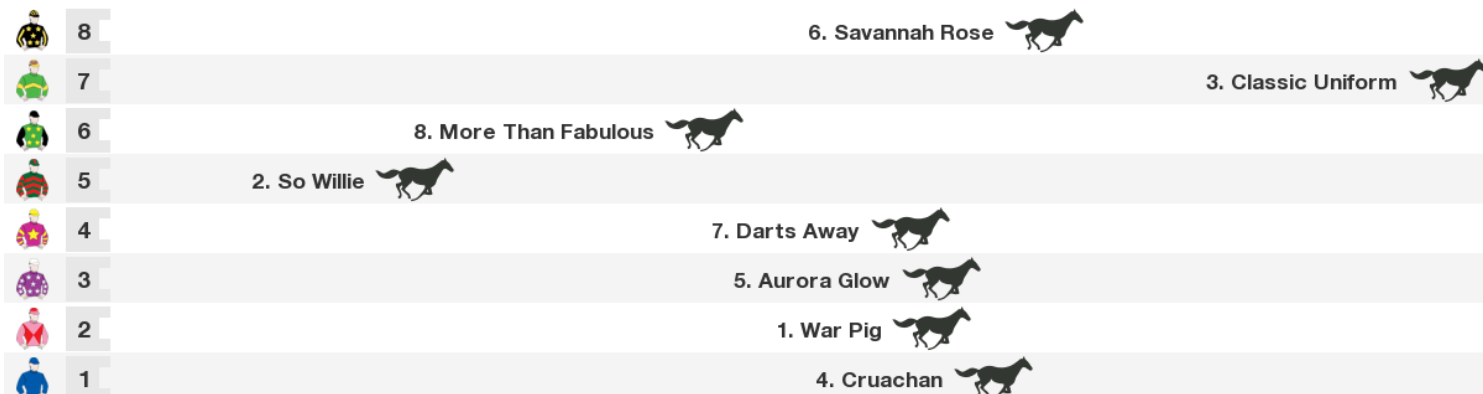 8 6. Savannah Rose
7 3. Classic Uniform
6 8. More Than Fabulous
5 2. So Willie
4 7. Darts Away
3 5. Aurora Glow
2 1. War Pig
1 4. Cruachan